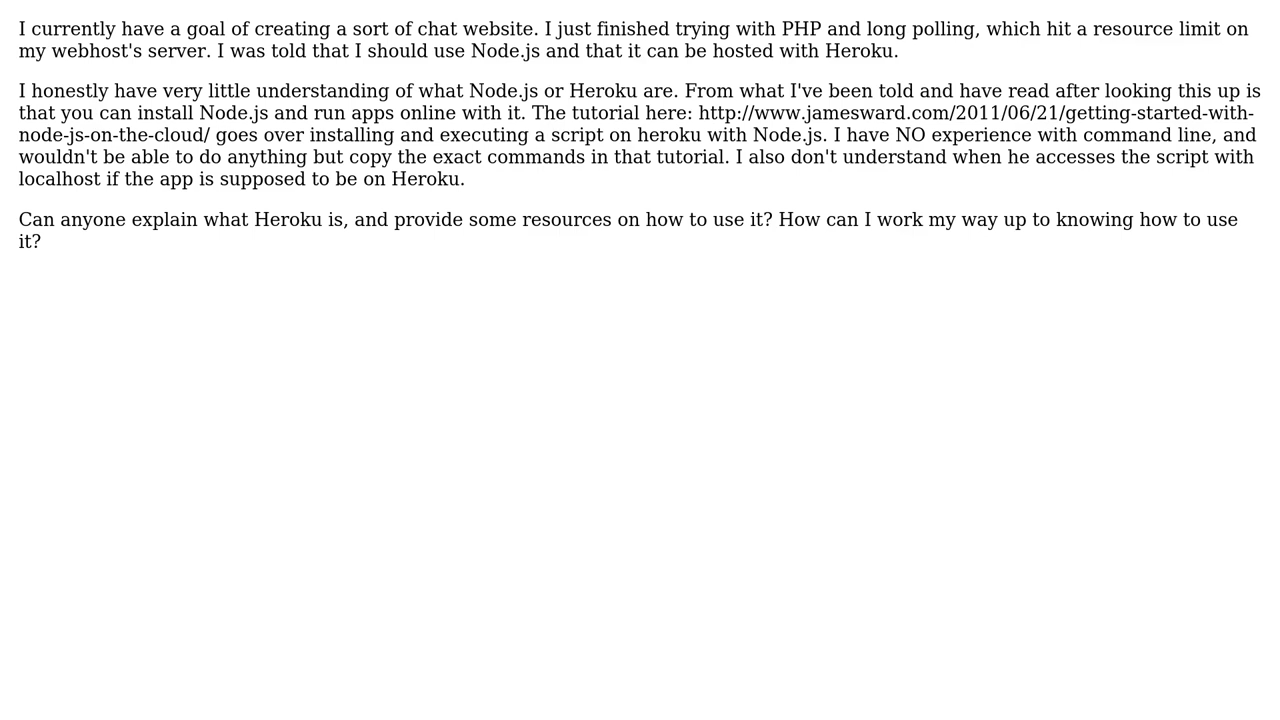 I currently have a goal of creating a sort of chat website. I just finished trying with PHP and long polling, which hit a resource limit on
my webhost's server. I was told that I should use Node.js and that it can be hosted with Heroku.
I honestly have very little understanding of what Node.js or Heroku are. From what I've been told and have read after looking this up is
that you can install Node.js and run apps online with it. The tutorial here: http://www.jamesward.com/2011/06/21/getting-started-with-
node-js-on-the-cloud/ goes over installing and executing a script on heroku with Node.js. I have NO experience with command line, and
wouldn't be able to do anything but copy the exact commands in that tutorial. I also don't understand when he accesses the script with
localhost if the app is supposed to be on Heroku.
Can anyone explain what Heroku is, and provide some resources on how to use it? How can I work my way up to knowing how to use
it?